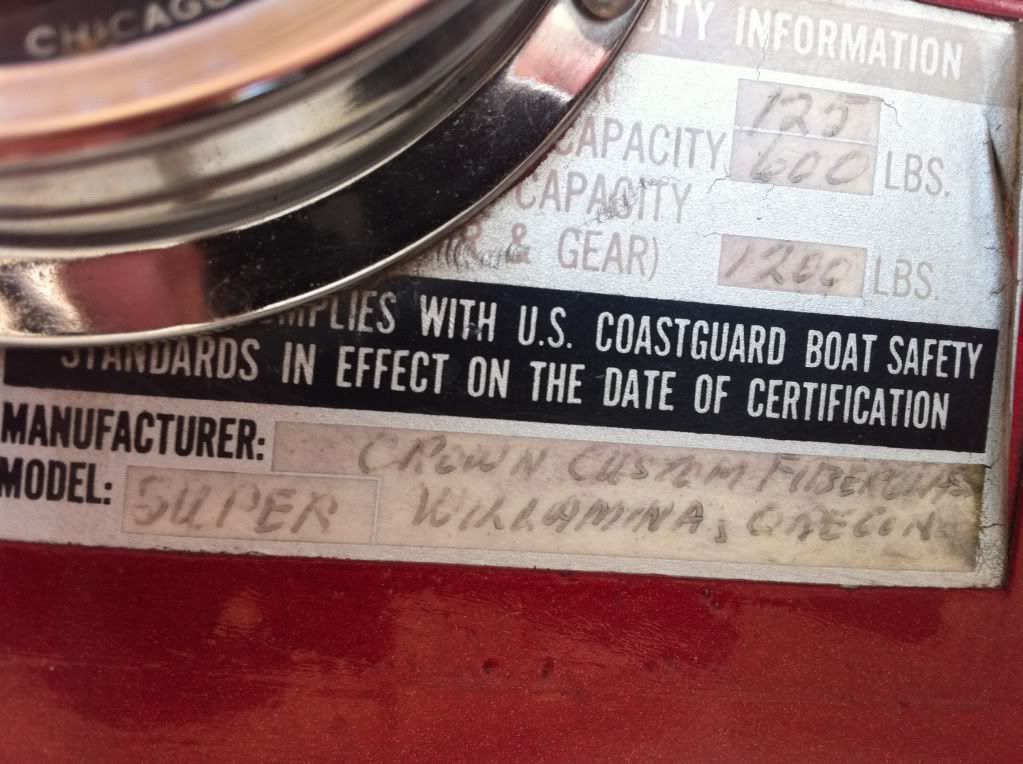 CHICAGO
CITY INFORMATION
125
CAPACITY 600 LBS.
CAPACITY
& GEAR) 1200 LBS.
MPLIES WITH U.S. COASTGUARD BOAT SAFETY
STANDARDS IN EFFECT ON THE DATE OF CERTIFICATION
MANUFACTURER: CROWN CUSTOM FIBERGLAS
MODEL: SUPER WILLAMINA, OREGON